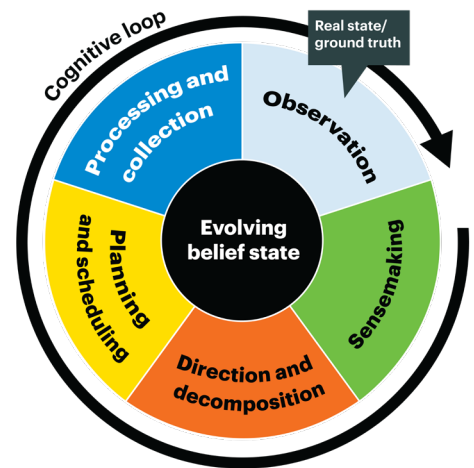 Cognitive loop
Real state/
ground truth
Observation
Sensemaking
Direction and
decomposition
Planning
and scheduling
Processing and
collection
Evolving
belief state